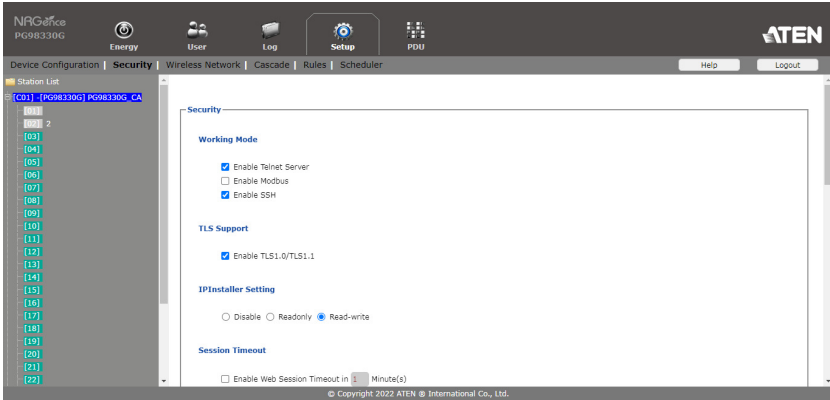 NRGence
PG98330G
Energy
User
Log
Setup
PDU
ATEN
Device Configuration | Security | Wireless Network | Cascade | Rules | Scheduler
Help
Logout
Station List
[C01] -[PG98330G] PG98330G_CA
[01]
[02] 2
[03]
[04]
[05]
[06]
[07]
[08]
[09]
[10]
[11]
[12]
[13]
[14]
[15]
[16]
[17]
[18]
[19]
[20]
[21]
[22]
Security
Working Mode
Enable Telnet Server
Enable Modbus
Enable SSH
TLS Support
Enable TLS1.0/TLS1.1
IPInstaller Setting
Disable Readonly Read-write
Session Timeout
Enable Web Session Timeout in 1 Minute(s)
© Copyright 2022 ATEN ® International Co., Ltd.